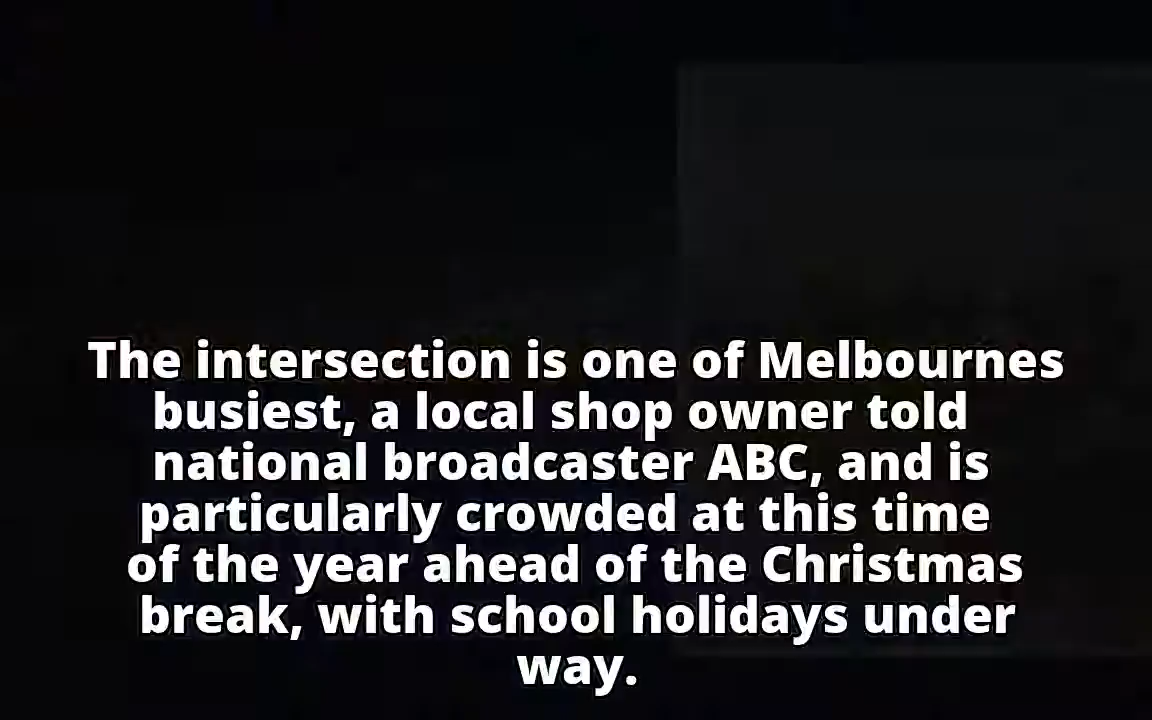 The intersection is one of Melbournes
busiest, a local shop owner told
national broadcaster ABC, and is
particularly crowded at this time
of the year ahead of the Christmas
break, with school holidays under
way.